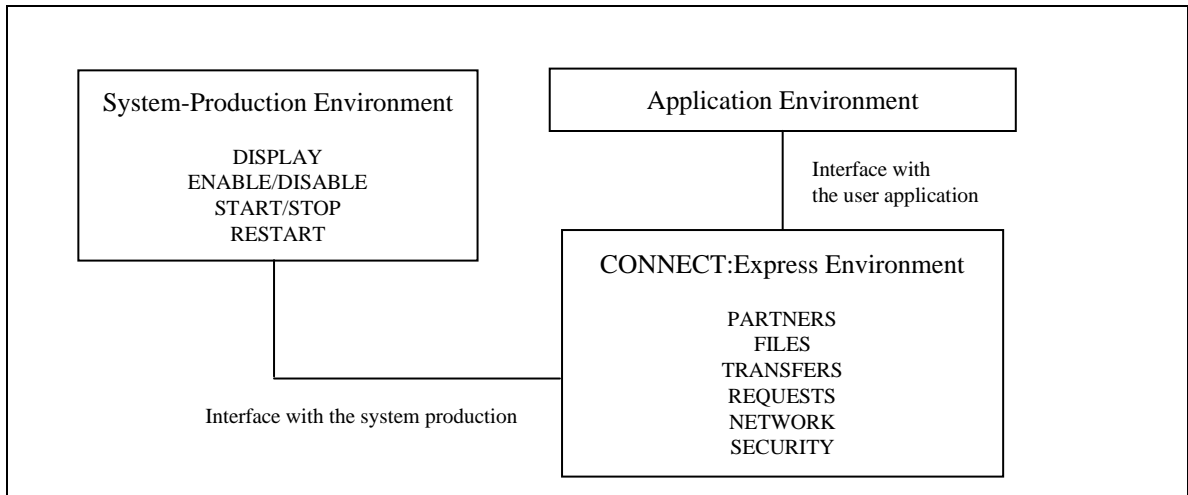 System-Production Environment
DISPLAY
ENABLE/DISABLE
START/STOP
RESTART
Application Environment
Interface with
the user application
CONNECT:Express Environment
PARTNERS
FILES
TRANSFERS
REQUESTS
NETWORK
SECURITY
Interface with the system production